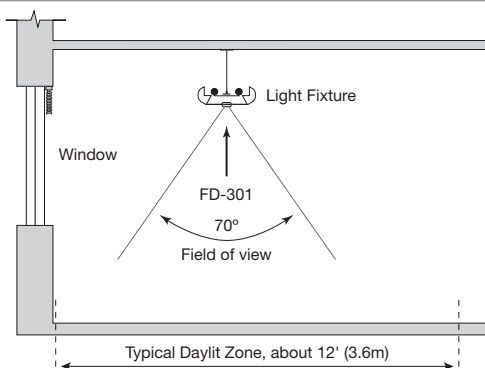 Light Fixture
Window
FD-301
70º
Field of view
Typical Daylit Zone, about 12' (3.6m)